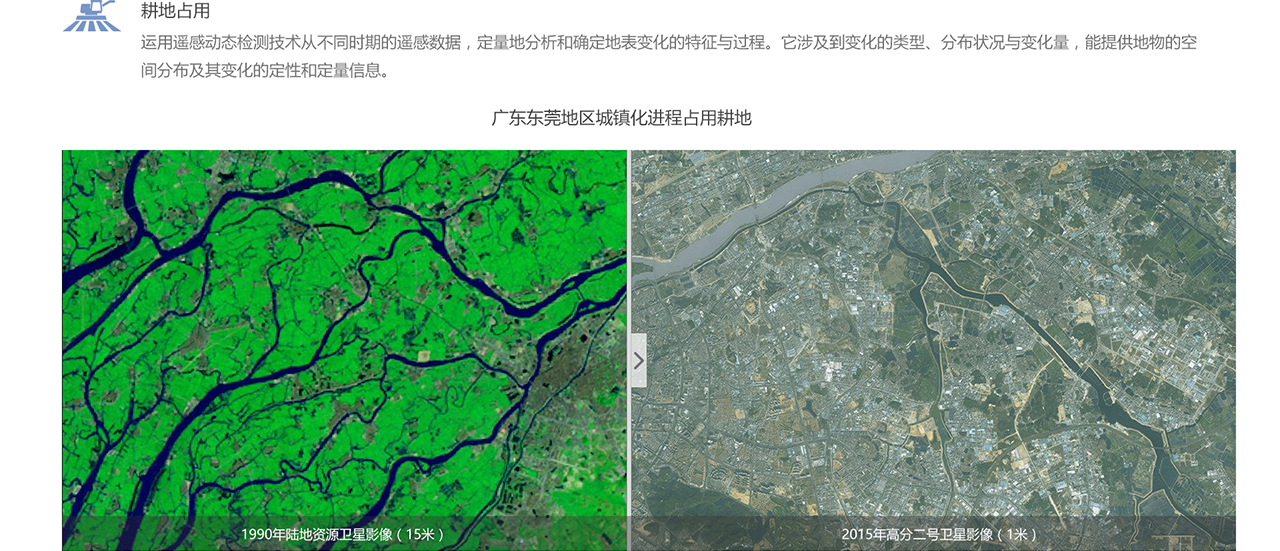 耕地占用
运用遥感动态检测技术从不同时期的遥感数据，定量地分析和确定地表变化的特征与过程。它涉及到变化的类型、分布状况与变化量，能提供地物的空
间分布及其变化的定性和定量信息。
广东东莞地区城镇化进程占用耕地
1990年陆地资源卫星影像（15米）
2015年高分二号卫星影像（1米）